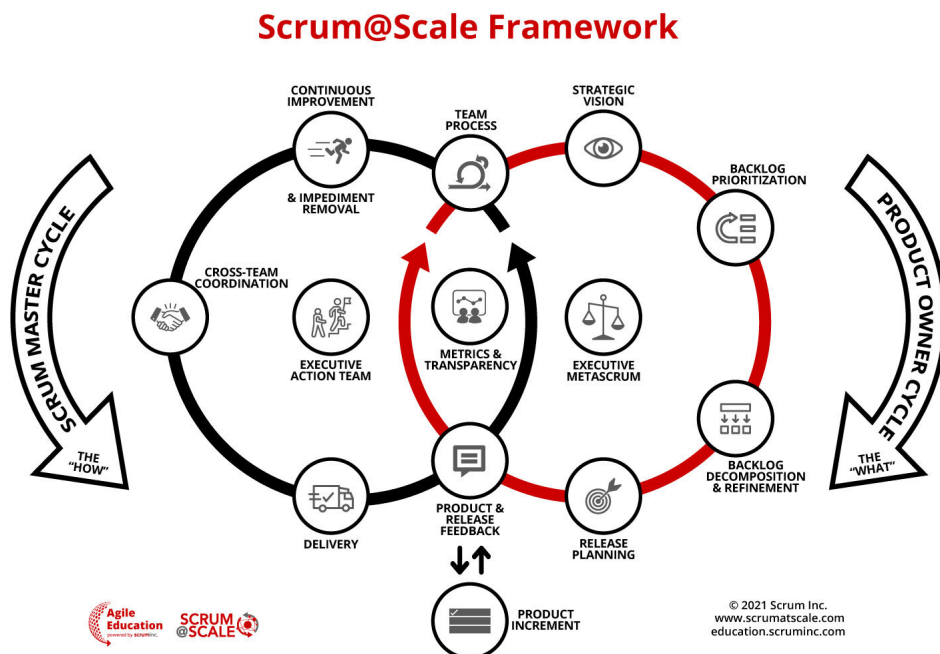 Scrum@Scale Framework
CONTINUOUS
IMPROVEMENT
& IMPEDIMENT
REMOVAL
TEAM
PROCESS
STRATEGIC
VISION
BACKLOG
PRIORITIZATION
SCRUM MASTER CYCLE
THE
"HOW"
CROSS-TEAM
COORDINATION
EXECUTIVE
ACTION TEAM
METRICS &
TRANSPARENCY
EXECUTIVE
METASCRUM
PRODUCT OWNER CYCLE
THE
"WHAT"
BACKLOG
DECOMPOSITION
& REFINEMENT
DELIVERY
PRODUCT &
RELEASE
FEEDBACK
RELEASE
PLANNING
PRODUCT
INCREMENT
Agile
Education
powered by scruminc.
SCRUM
@SCALE
© 2021 Scrum Inc.
www.scrumatscale.com
education.scruminc.com